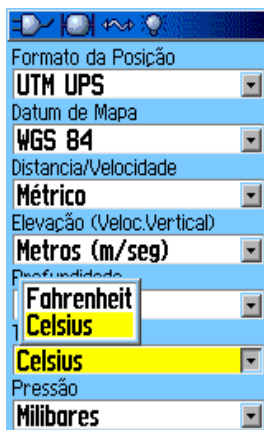 Formato da Posição
UTM UPS
Datum de Mapa
WGS 84
Distancia/Velocidade
Métrico
Elevação (Veloc.Vertical)
Metros (m/seg)
Profundidade
Fahrenheit
Celsius
Celsius
Pressão
Milibares